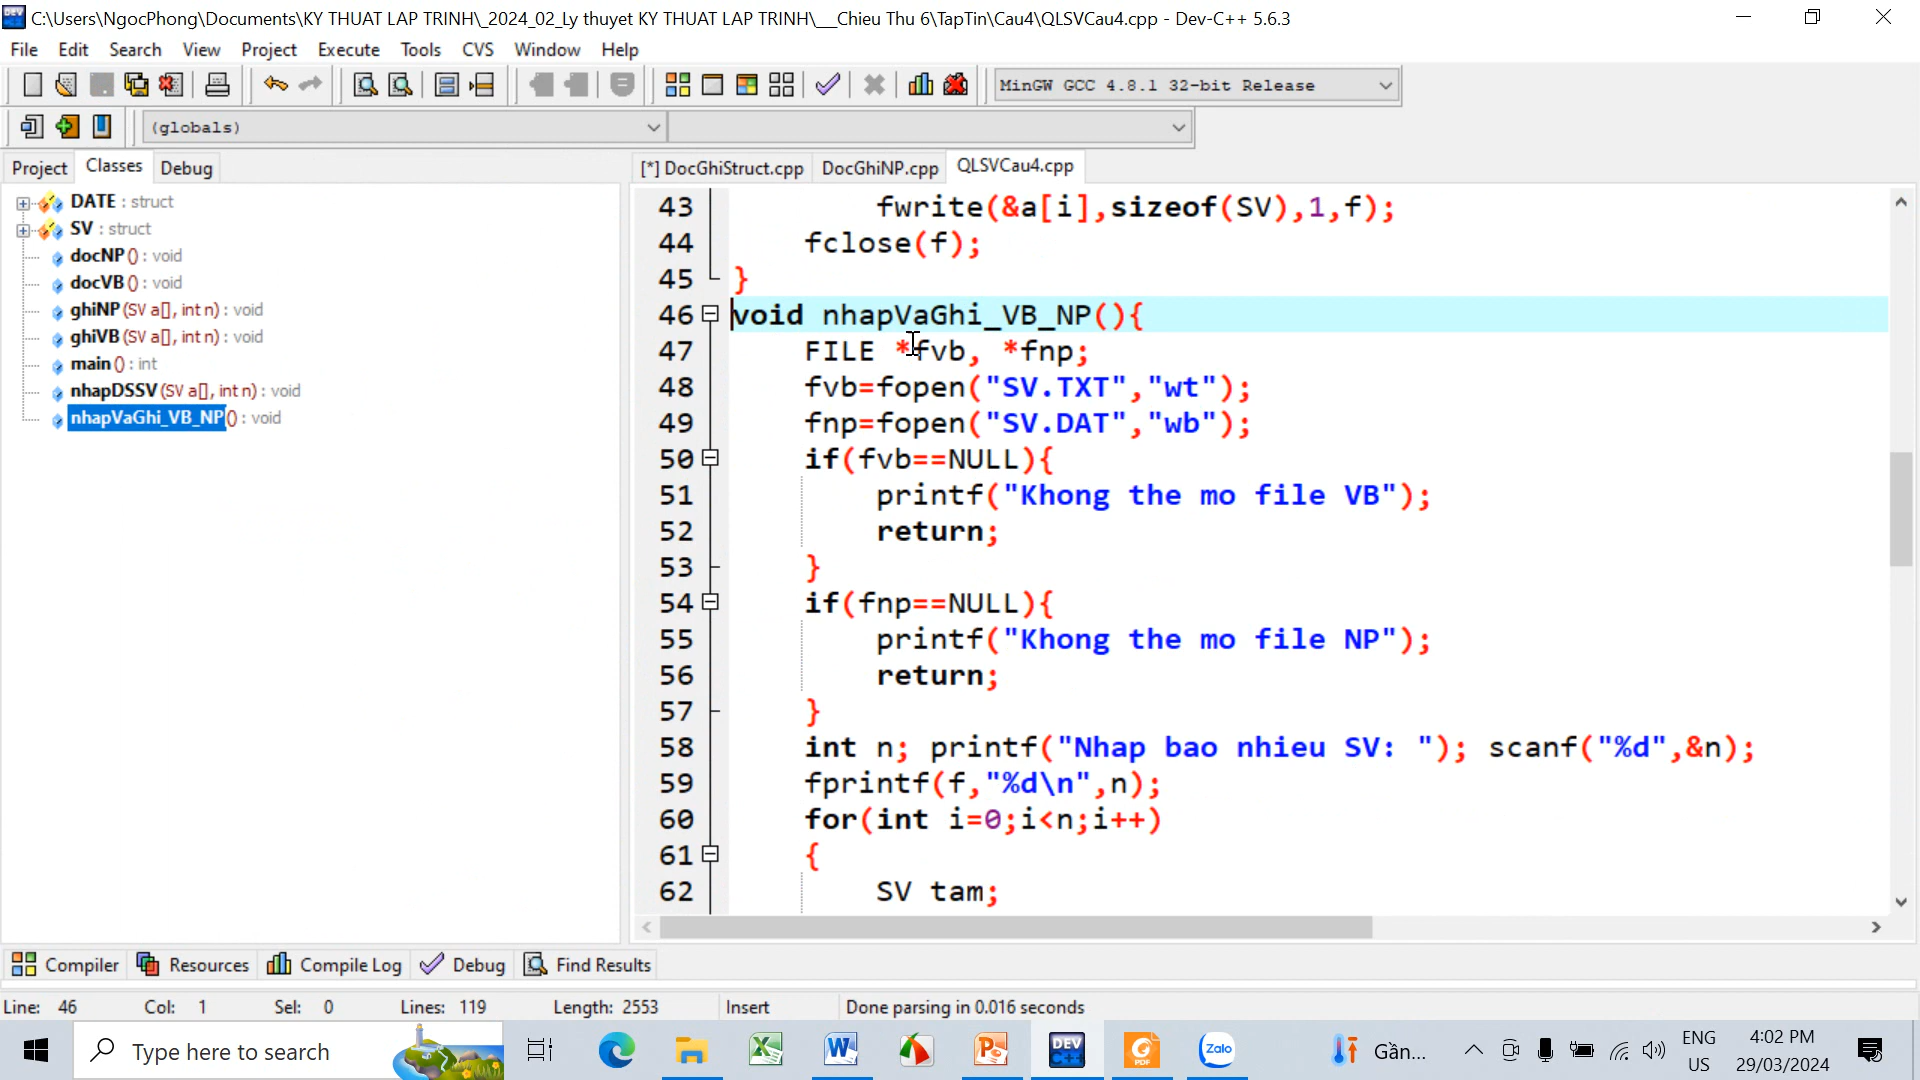 C:\Users\NgocPhong\Documents\KY THUAT LAP TRINH\_2024_02_Ly thuyet KY THUAT LAP TRINH\___Chieu Thu 6\TapTin\Cau4\QLSVCau4.cpp - Dev-C++ 5.6.3
File Edit Search View Project Execute Tools CVS Window Help
MinGW GCC 4.8.1 32-bit Release
(globals)
Project Classes Debug
[*] DocGhiStruct.cpp DocGhiNP.cpp QLSVCau4.cpp
DATE : struct
SV : struct
docNP () : void
docVB () : void
ghiNP (SV a[], int n) : void
ghiVB (SV a[], int n) : void
main () : int
nhapDSSV (SV a[], int n) : void
nhapVaGhi_VB_NP () : void
43 fwrite(&a[i],sizeof(SV),1,f);
44 fclose(f);
45 }
46 void nhapVaGhi_VB_NP(){
47 FILE *fvb, *fnp;
48 fvb=fopen("SV.TXT","wt");
49 fnp=fopen("SV.DAT","wb");
50 if(fvb==NULL){
51 printf("Khong the mo file VB");
52 return;
53 }
54 if(fnp==NULL){
55 printf("Khong the mo file NP");
56 return;
57 }
58 int n; printf("Nhap bao nhieu SV: "); scanf("%d",&n);
59 fprintf(f,"%d\n",n);
60 for(int i=0;i<n;i++)
61 {
62 SV tam;
Compiler Resources Compile Log Debug Find Results
Line: 46 Col: 1 Sel: 0 Lines: 119 Length: 2553 Insert Done parsing in 0.016 seconds
Type here to search
DEV C++
PDF
Zalo
Gần...
ENG
US
4:02 PM
29/03/2024